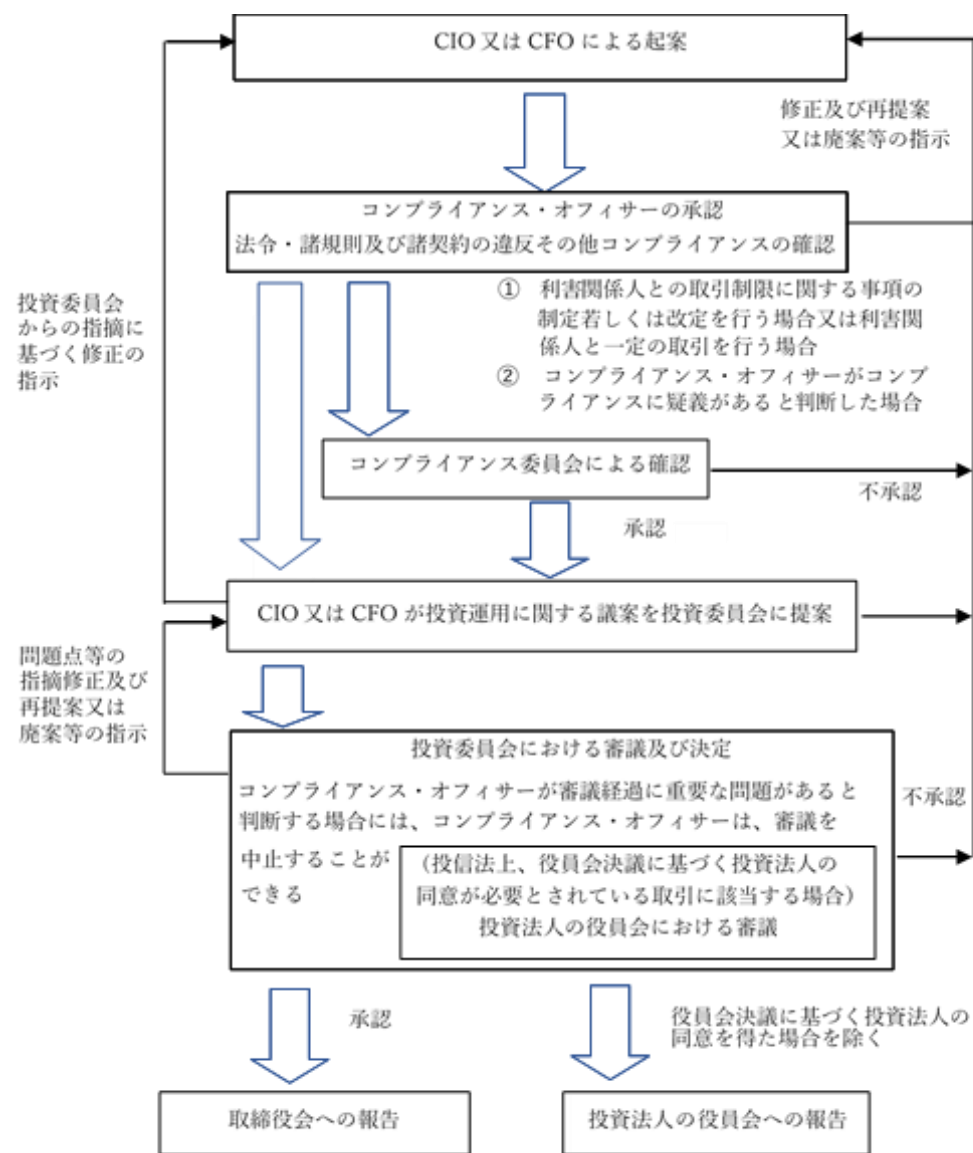 CIO 又は CFO による起案
修正及び再提案
又は廃案等の指示
コンプライアンス・オフィサーの承認
法令・諸規則及び諸契約の違反その他コンプライアンスの確認
投資委員会
からの指摘に
基づく修正の
指示
① 利害関係人との取引制限に関する事項の
制定若しくは改定を行う場合又は利害関
係人と一定の取引を行う場合
② コンプライアンス・オフィサーがコンプ
ライアンスに疑義があると判断した場合
コンプライアンス委員会による確認
不承認
承認
CIO 又は CFO が投資運用に関する議案を投資委員会に提案
問題点等の
指摘修正及び
再提案又は
廃案等の指示
投資委員会における審議及び決定
コンプライアンス・オフィサーが審議経過に重要な問題があると
判断する場合には、コンプライアンス・オフィサーは、審議を
中止することが
できる
(投信法上、役員会決議に基づく投資法人の
同意が必要とされている取引に該当する場合)
投資法人の役員会における審議
不承認
承認
役員会決議に基づく投資法人の
同意を得た場合を除く
取締役会への報告
投資法人の役員会への報告